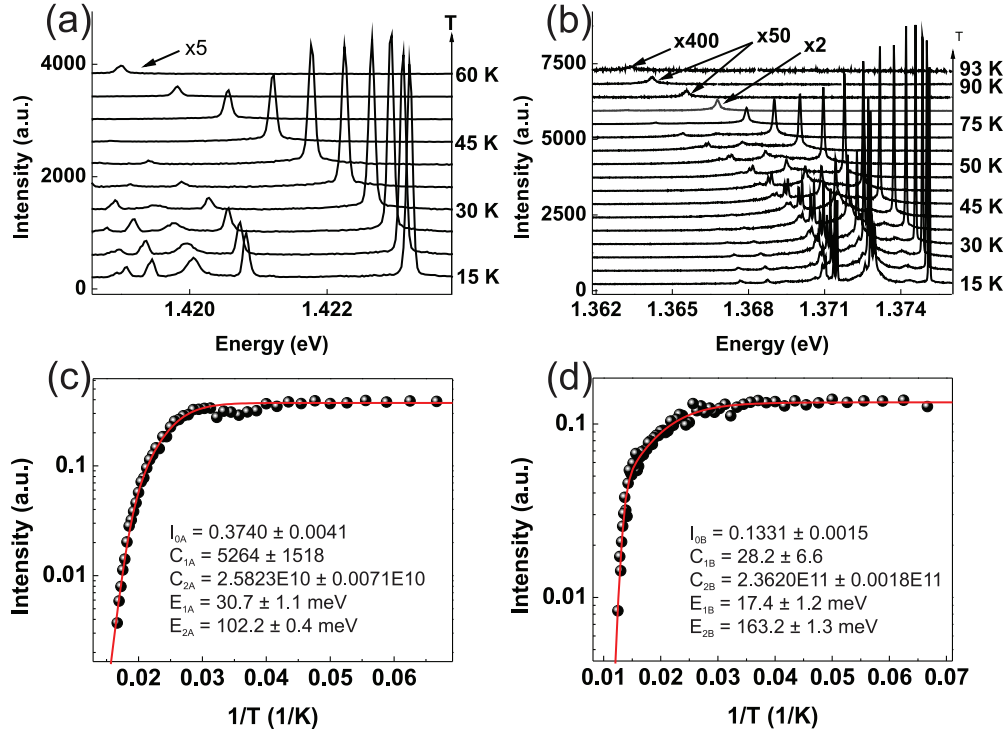 (a)
T
x5
4000
60 K
45 K
2000
30 K
0
15 K
1.420
1.422
Intensity (a.u.)
Energy (eV)
(b)
T
x400
x50
x2
7500
93 K
90 K
75 K
5000
50 K
45 K
2500
30 K
0
15 K
1.362
1.365
1.368
1.371
1.374
Intensity (a.u.)
Energy (eV)
(c)
0.1
0.01
I0A = 0.3740 ± 0.0041
C1A = 5264 ± 1518
C2A = 2.5823E10 ± 0.0071E10
E1A = 30.7 ± 1.1 meV
E2A = 102.2 ± 0.4 meV
0.02 0.03 0.04 0.05 0.06
Intensity (a.u.)
1/T (1/K)
(d)
0.1
0.01
I0B = 0.1331 ± 0.0015
C1B = 28.2 ± 6.6
C2B = 2.3620E11 ± 0.0018E11
E1B = 17.4 ± 1.2 meV
E2B = 163.2 ± 1.3 meV
0.01 0.02 0.03 0.04 0.05 0.06 0.07
Intensity (a.u.)
1/T (1/K)